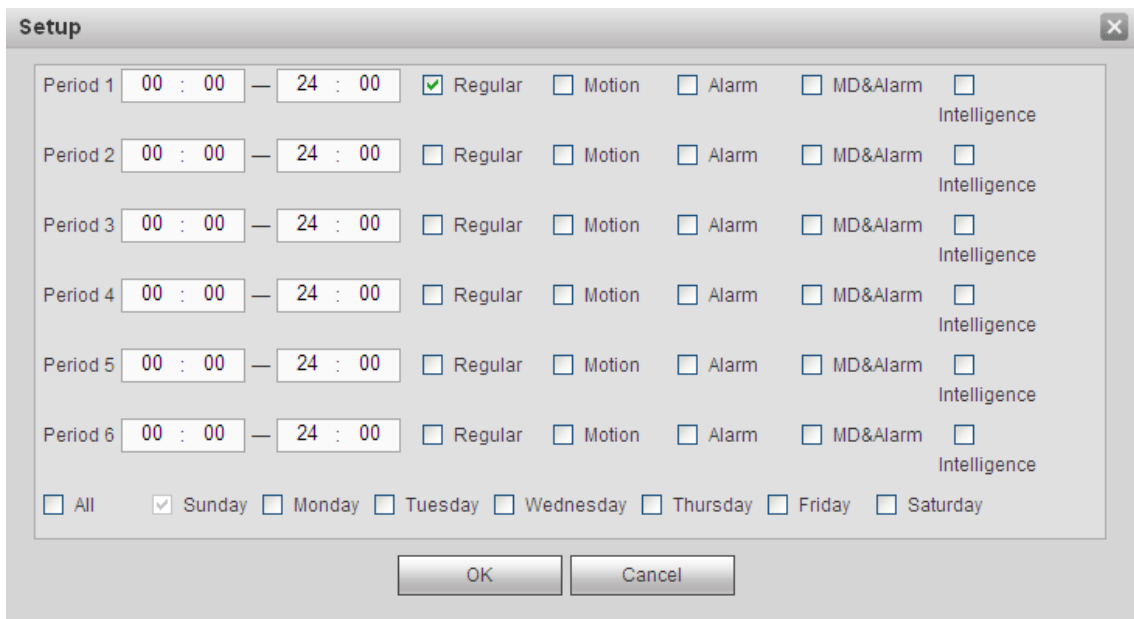 Setup
Period 1 00 : 00 — 24 : 00 Regular Motion Alarm MD&Alarm
Intelligence
Period 2 00 : 00 — 24 : 00 Regular Motion Alarm MD&Alarm
Intelligence
Period 3 00 : 00 — 24 : 00 Regular Motion Alarm MD&Alarm
Intelligence
Period 4 00 : 00 — 24 : 00 Regular Motion Alarm MD&Alarm
Intelligence
Period 5 00 : 00 — 24 : 00 Regular Motion Alarm MD&Alarm
Intelligence
Period 6 00 : 00 — 24 : 00 Regular Motion Alarm MD&Alarm
Intelligence
All Sunday Monday Tuesday Wednesday Thursday Friday Saturday
OK Cancel